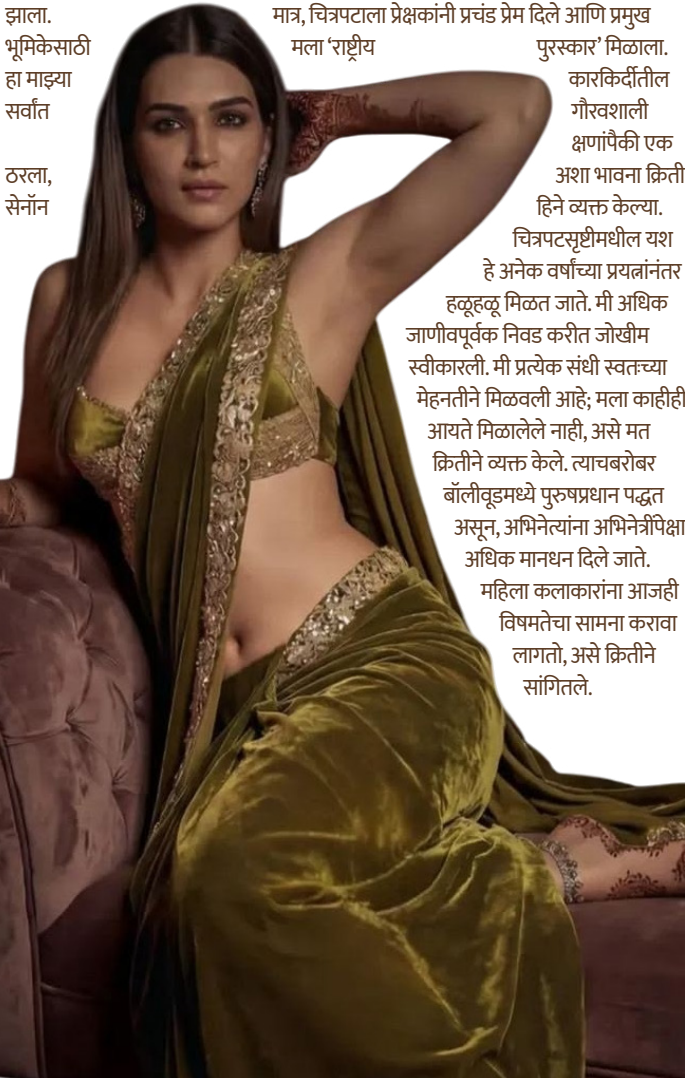 झाला. मात्र, चित्रपटाला प्रेक्षकांनी प्रचंड प्रेम दिले आणि प्रमुख
भूमिकेसाठी मला ‘राष्ट्रीय पुरस्कार’ मिळाला.
हा माझ्या कारकिर्दीतील
सर्वांत गौरवशाली
क्षणांपैकी एक
ठरला, अशा भावना क्रिती
सेनॉन हिने व्यक्त केल्या.
चित्रपटसृष्टीमधील यश
हे अनेक वर्षांच्या प्रयत्नांनंतर
हळूहळू मिळत जाते. मी अधिक
जाणीवपूर्वक निवड करीत जोखीम
स्वीकारली. मी प्रत्येक संधी स्वतःच्या
मेहनतीने मिळवली आहे; मला काहीही
आयते मिळालेले नाही, असे मत
क्रितीने व्यक्त केले. त्याचबरोबर
बॉलीवूडमध्ये पुरुषप्रधान पद्धत
असून, अभिनेत्यांना अभिनेत्रींपेक्षा
अधिक मानधन दिले जाते.
महिला कलाकारांना आजही
विषमतेचा सामना करावा
लागतो, असे क्रितीने
सांगितले.